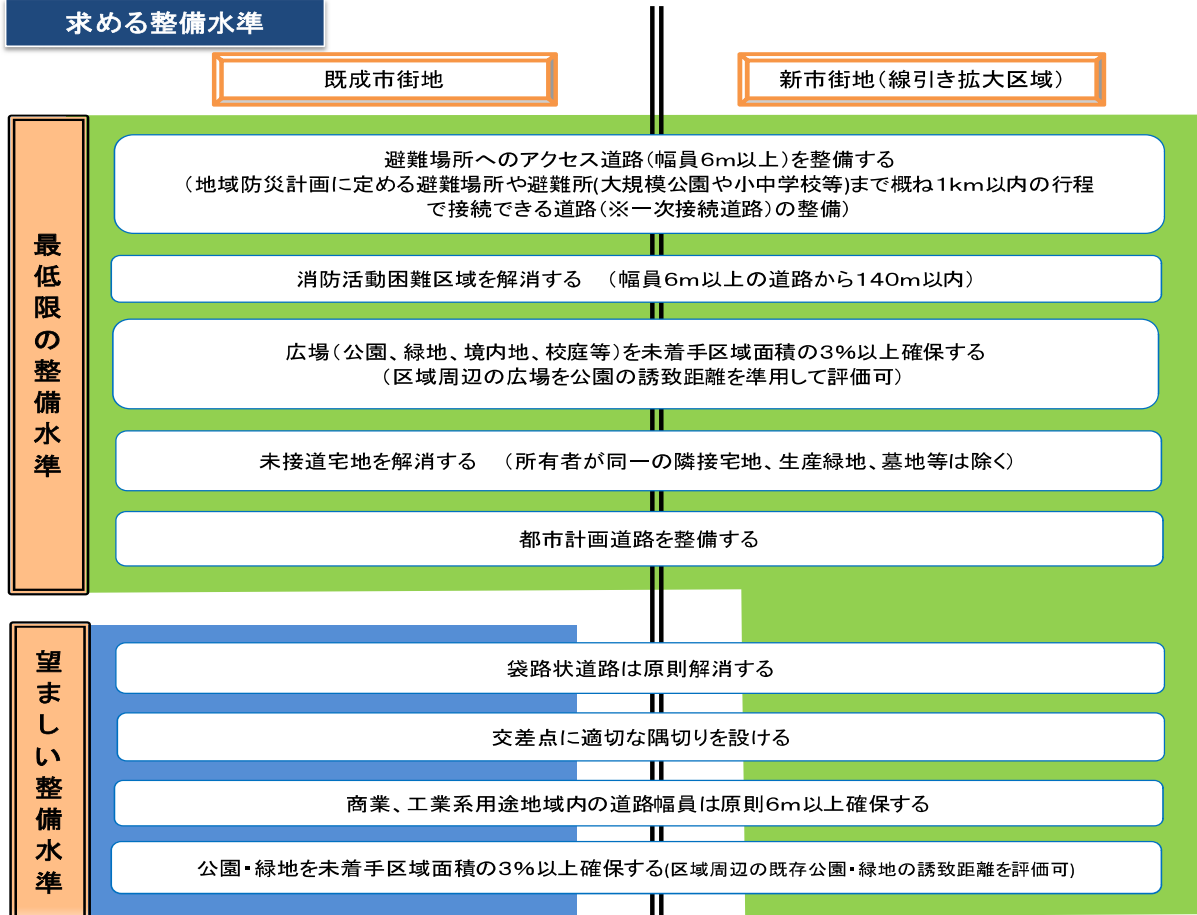 求める整備水準
既成市街地
新市街地(線引き拡大区域)
最低限の整備水準
避難場所へのアクセス道路(幅員6m以上)を整備する
(地域防災計画に定める避難場所や避難所(大規模公園や小中学校等)まで概ね1km以内の行程
で接続できる道路(※一次接続道路)の整備)
消防活動困難区域を解消する (幅員6m以上の道路から140m以内)
広場(公園、緑地、境内地、校庭等)を未着手区域面積の3%以上確保する
(区域周辺の広場を公園の誘致距離を準用して評価可)
未接道宅地を解消する (所有者が同一の隣接宅地、生産緑地、墓地等は除く)
都市計画道路を整備する
望ましい整備水準
袋路状道路は原則解消する
交差点に適切な隅切りを設ける
商業、工業系用途地域内の道路幅員は原則6m以上確保する
公園・緑地を未着手区域面積の3%以上確保する(区域周辺の既存公園・緑地の誘致距離を評価可)